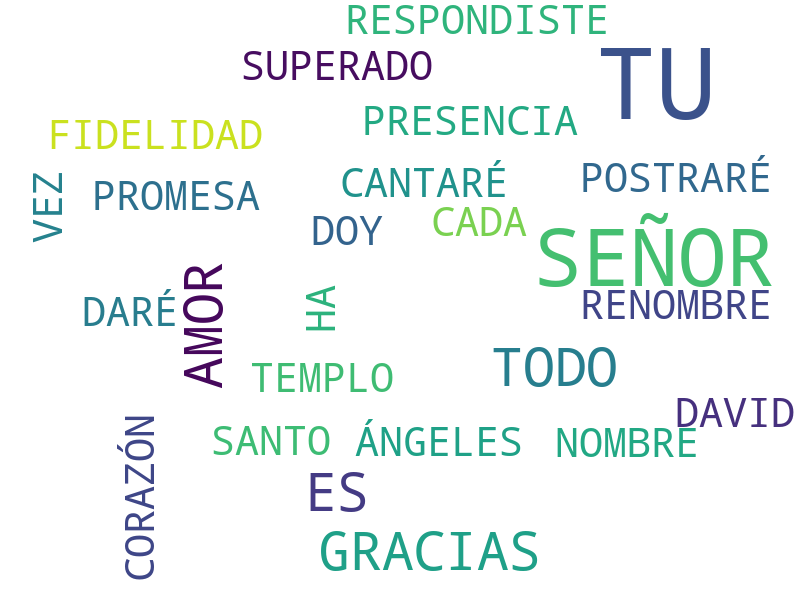 RESPONDISTE
SUPERADO
TU
PRESENCIA
FIDELIDAD
CANTARÉ
POSTRARÉ
VEZ
PROMESA
DOY
CADA
SEÑOR
DARÉ
AMOR
HA
RENOMBRE
TEMPLO
TODO
DAVID
CORAZÓN
SANTO
ÁNGELES
NOMBRE
ES
GRACIAS